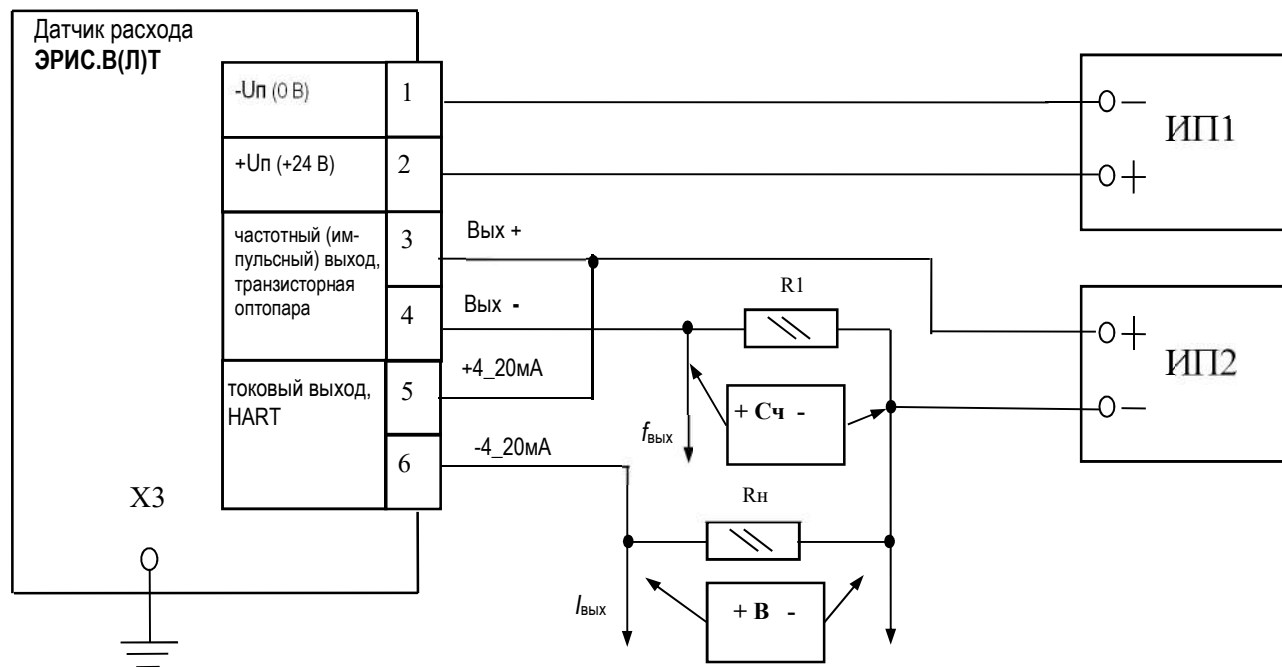 Датчик расхода
ЭРИС.В(Л)Т
-Uп (0 В)
1
+Uп (+24 В)
2
частотный (им-
пульсный) выход,
транзисторная
оптопара
3
4
токовый выход,
HART
5
6
X3
Вых +
Вых -
+4_20мА
-4_20мА
R1
+ Сч -
fвых
Rн
+ В -
Iвых
ИП1
− 
+
ИП2
+
−